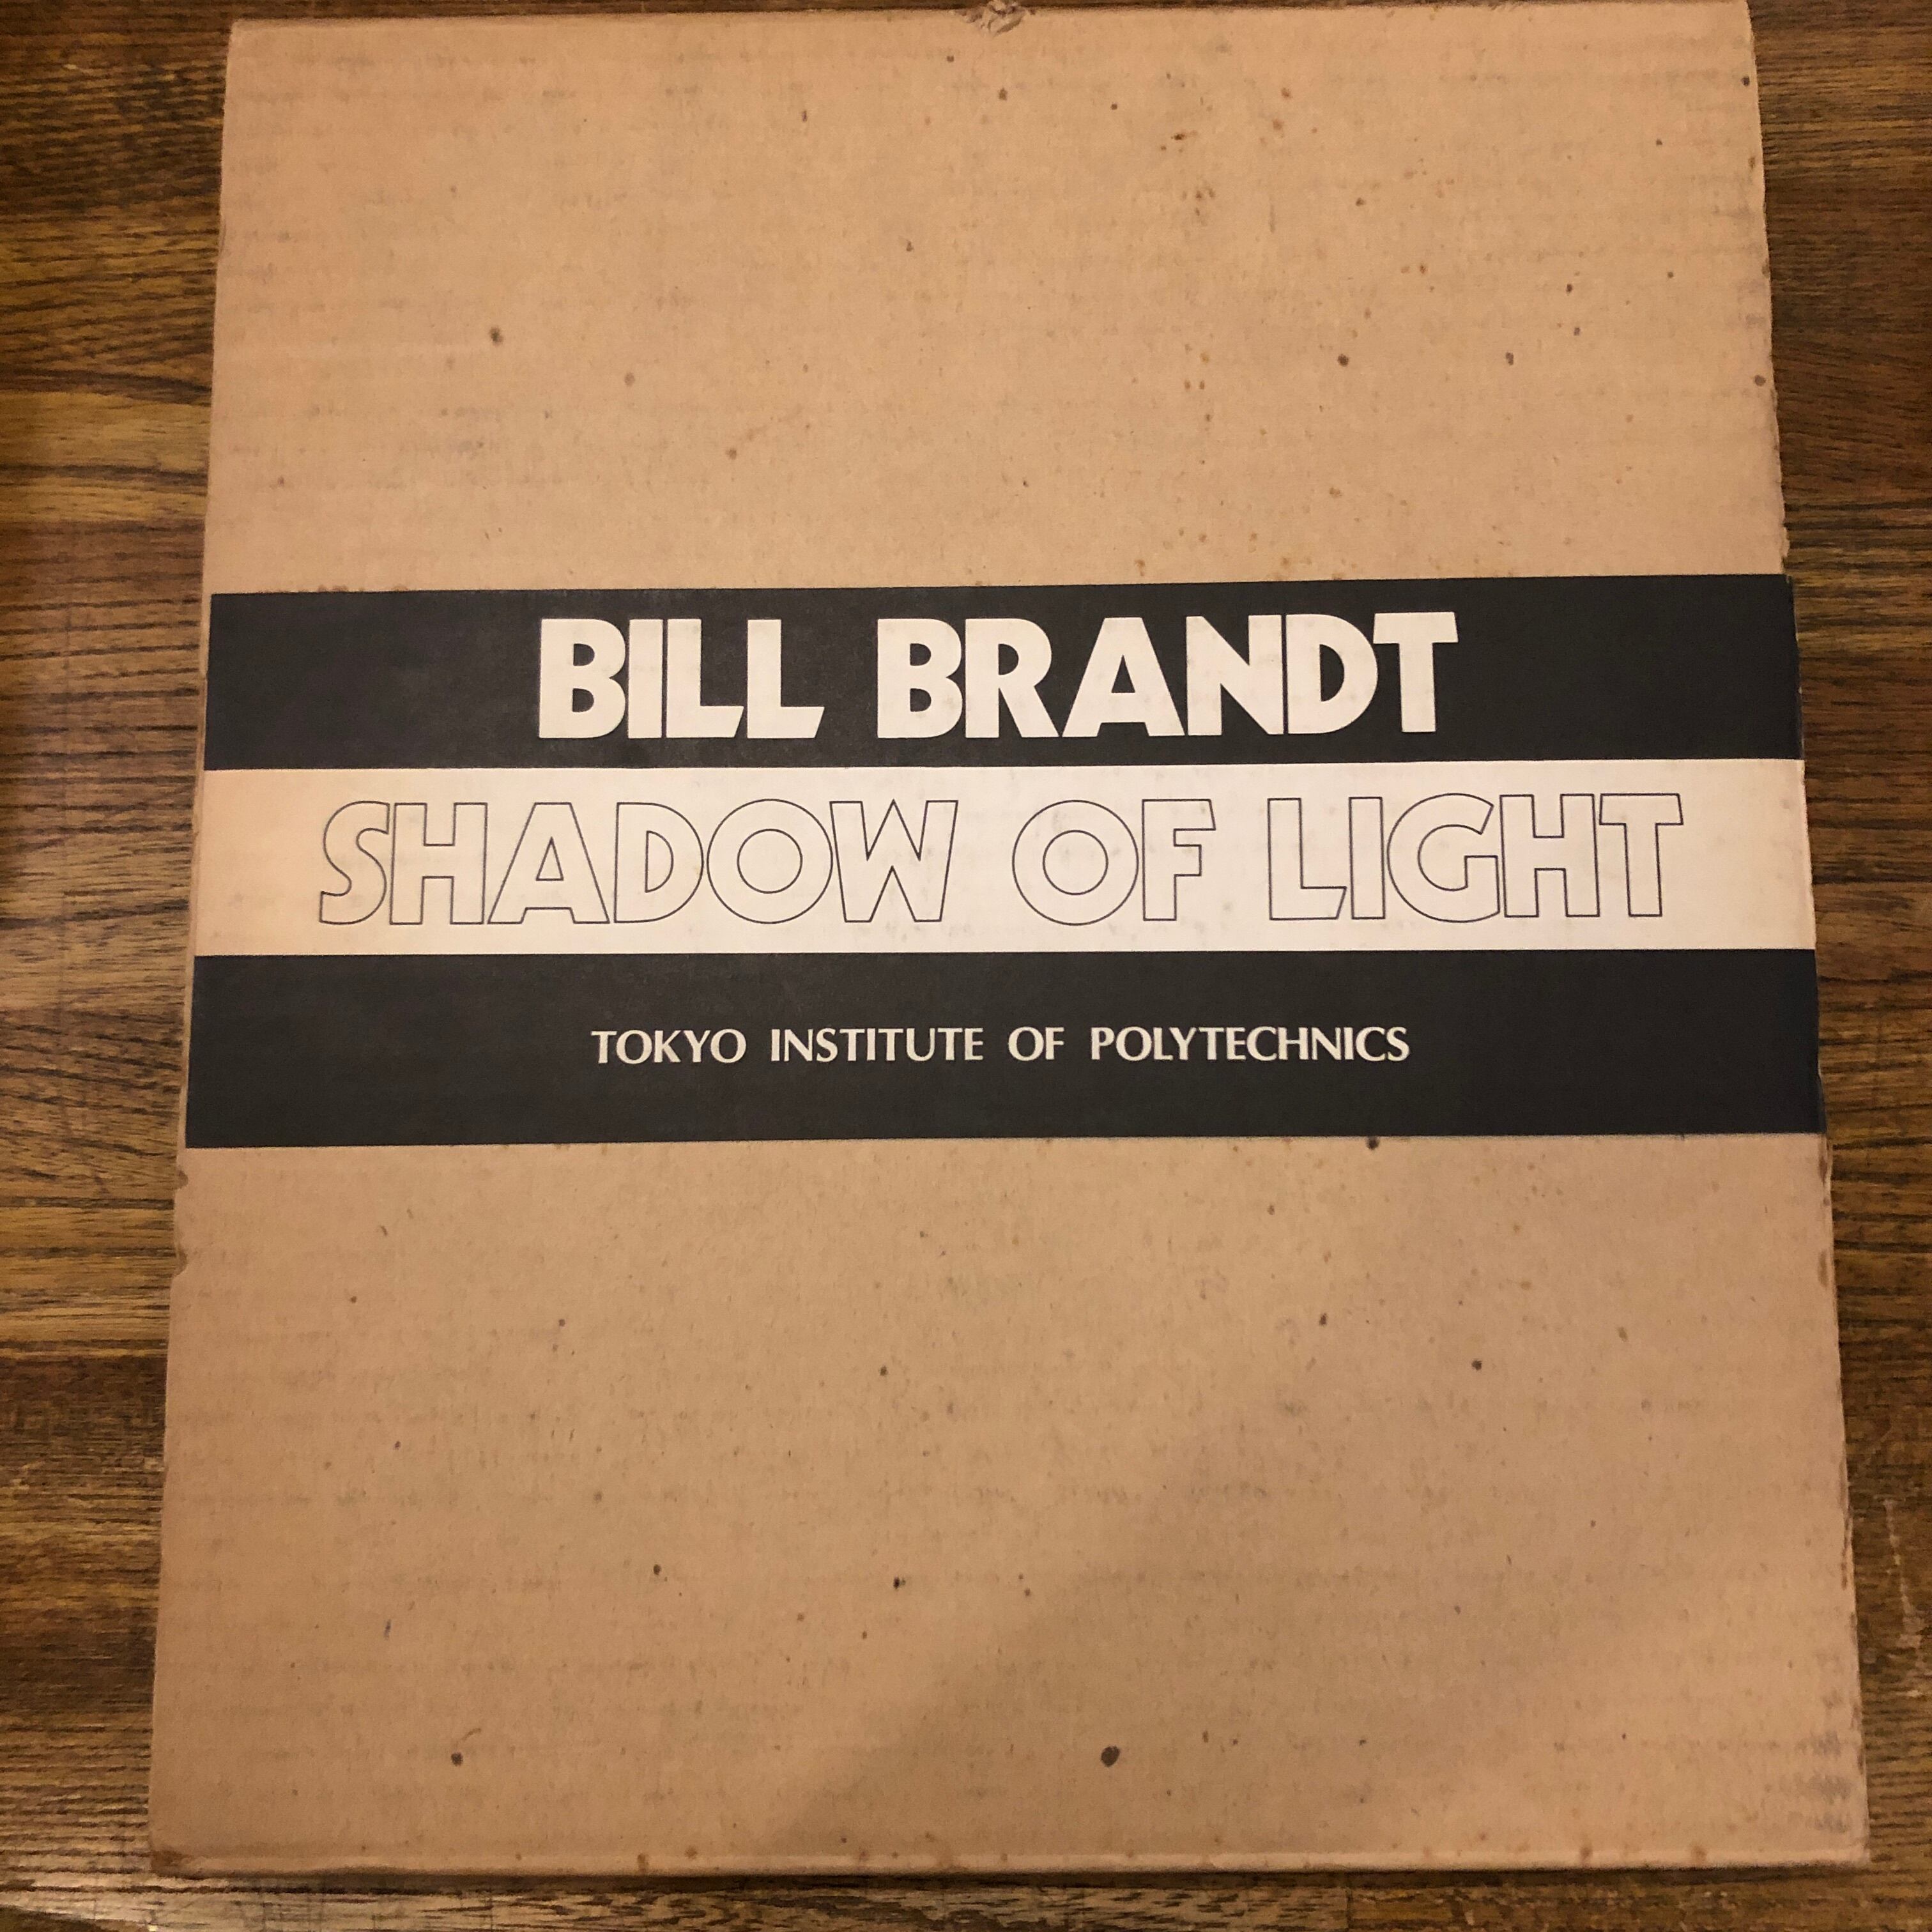 BILL BRANDT
SHADOW OF LIGHT
TOKYO INSTITUTE OF POLYTECHNICS